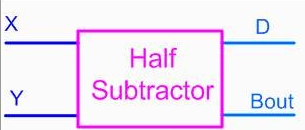 X
D
Half
Subtractor
Y
Bout